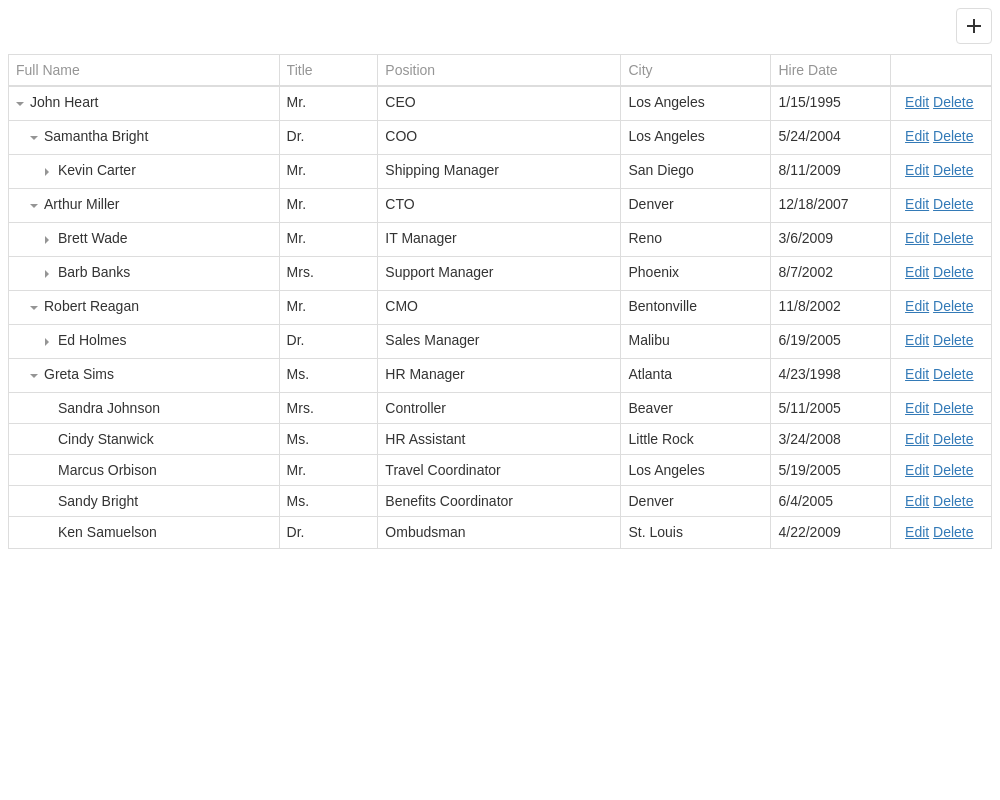 Full Name Title Position City Hire Date
John Heart Mr. CEO Los Angeles 1/15/1995 Edit Delete
Samantha Bright Dr. COO Los Angeles 5/24/2004 Edit Delete
Kevin Carter Mr. Shipping Manager San Diego 8/11/2009 Edit Delete
Arthur Miller Mr. CTO Denver 12/18/2007 Edit Delete
Brett Wade Mr. IT Manager Reno 3/6/2009 Edit Delete
Barb Banks Mrs. Support Manager Phoenix 8/7/2002 Edit Delete
Robert Reagan Mr. CMO Bentonville 11/8/2002 Edit Delete
Ed Holmes Dr. Sales Manager Malibu 6/19/2005 Edit Delete
Greta Sims Ms. HR Manager Atlanta 4/23/1998 Edit Delete
Sandra Johnson Mrs. Controller Beaver 5/11/2005 Edit Delete
Cindy Stanwick Ms. HR Assistant Little Rock 3/24/2008 Edit Delete
Marcus Orbison Mr. Travel Coordinator Los Angeles 5/19/2005 Edit Delete
Sandy Bright Ms. Benefits Coordinator Denver 6/4/2005 Edit Delete
Ken Samuelson Dr. Ombudsman St. Louis 4/22/2009 Edit Delete